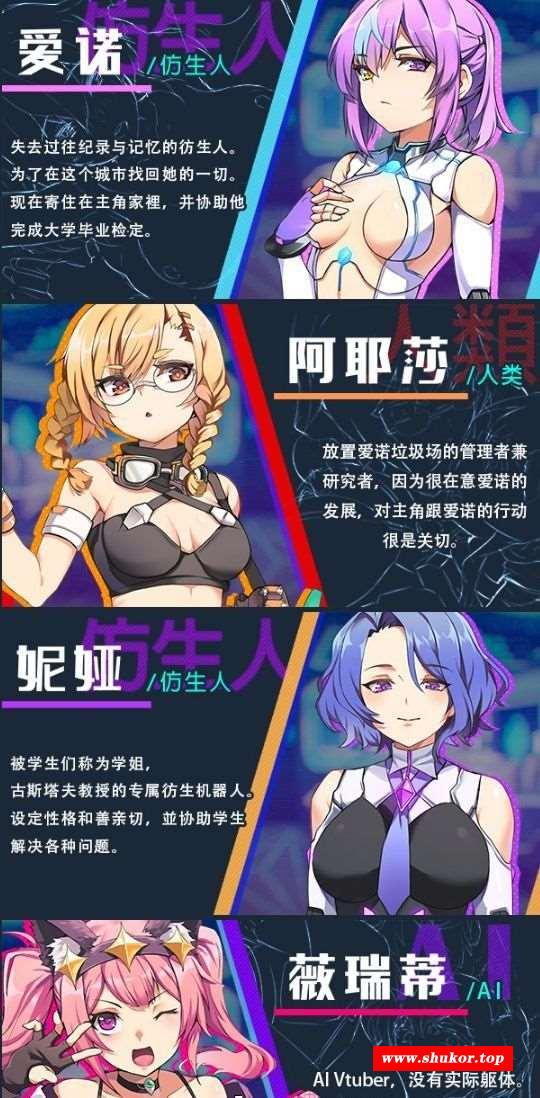 仿生人
爱诺 /仿生人
失去过往纪录与记忆的仿生人。
为了在这个城市找回她的一切。
现在寄住在主角家裡，并协助他
完成大学毕业检定。
人類
阿耶莎 /人类
放置爱诺垃圾场的管理者兼
研究者，因为很在意爱诺的
发展，对主角跟爱诺的行动
很是关切。
仿生人
妮娅 /仿生人
被学生们称为学姐，
古斯塔夫教授的专属仿生机器人。
设定性格和善亲切，並协助学生
解决各种问题。
AI
薇瑞蒂 /AI
www.shukor.top
AI Vtuber，没有实际躯体。